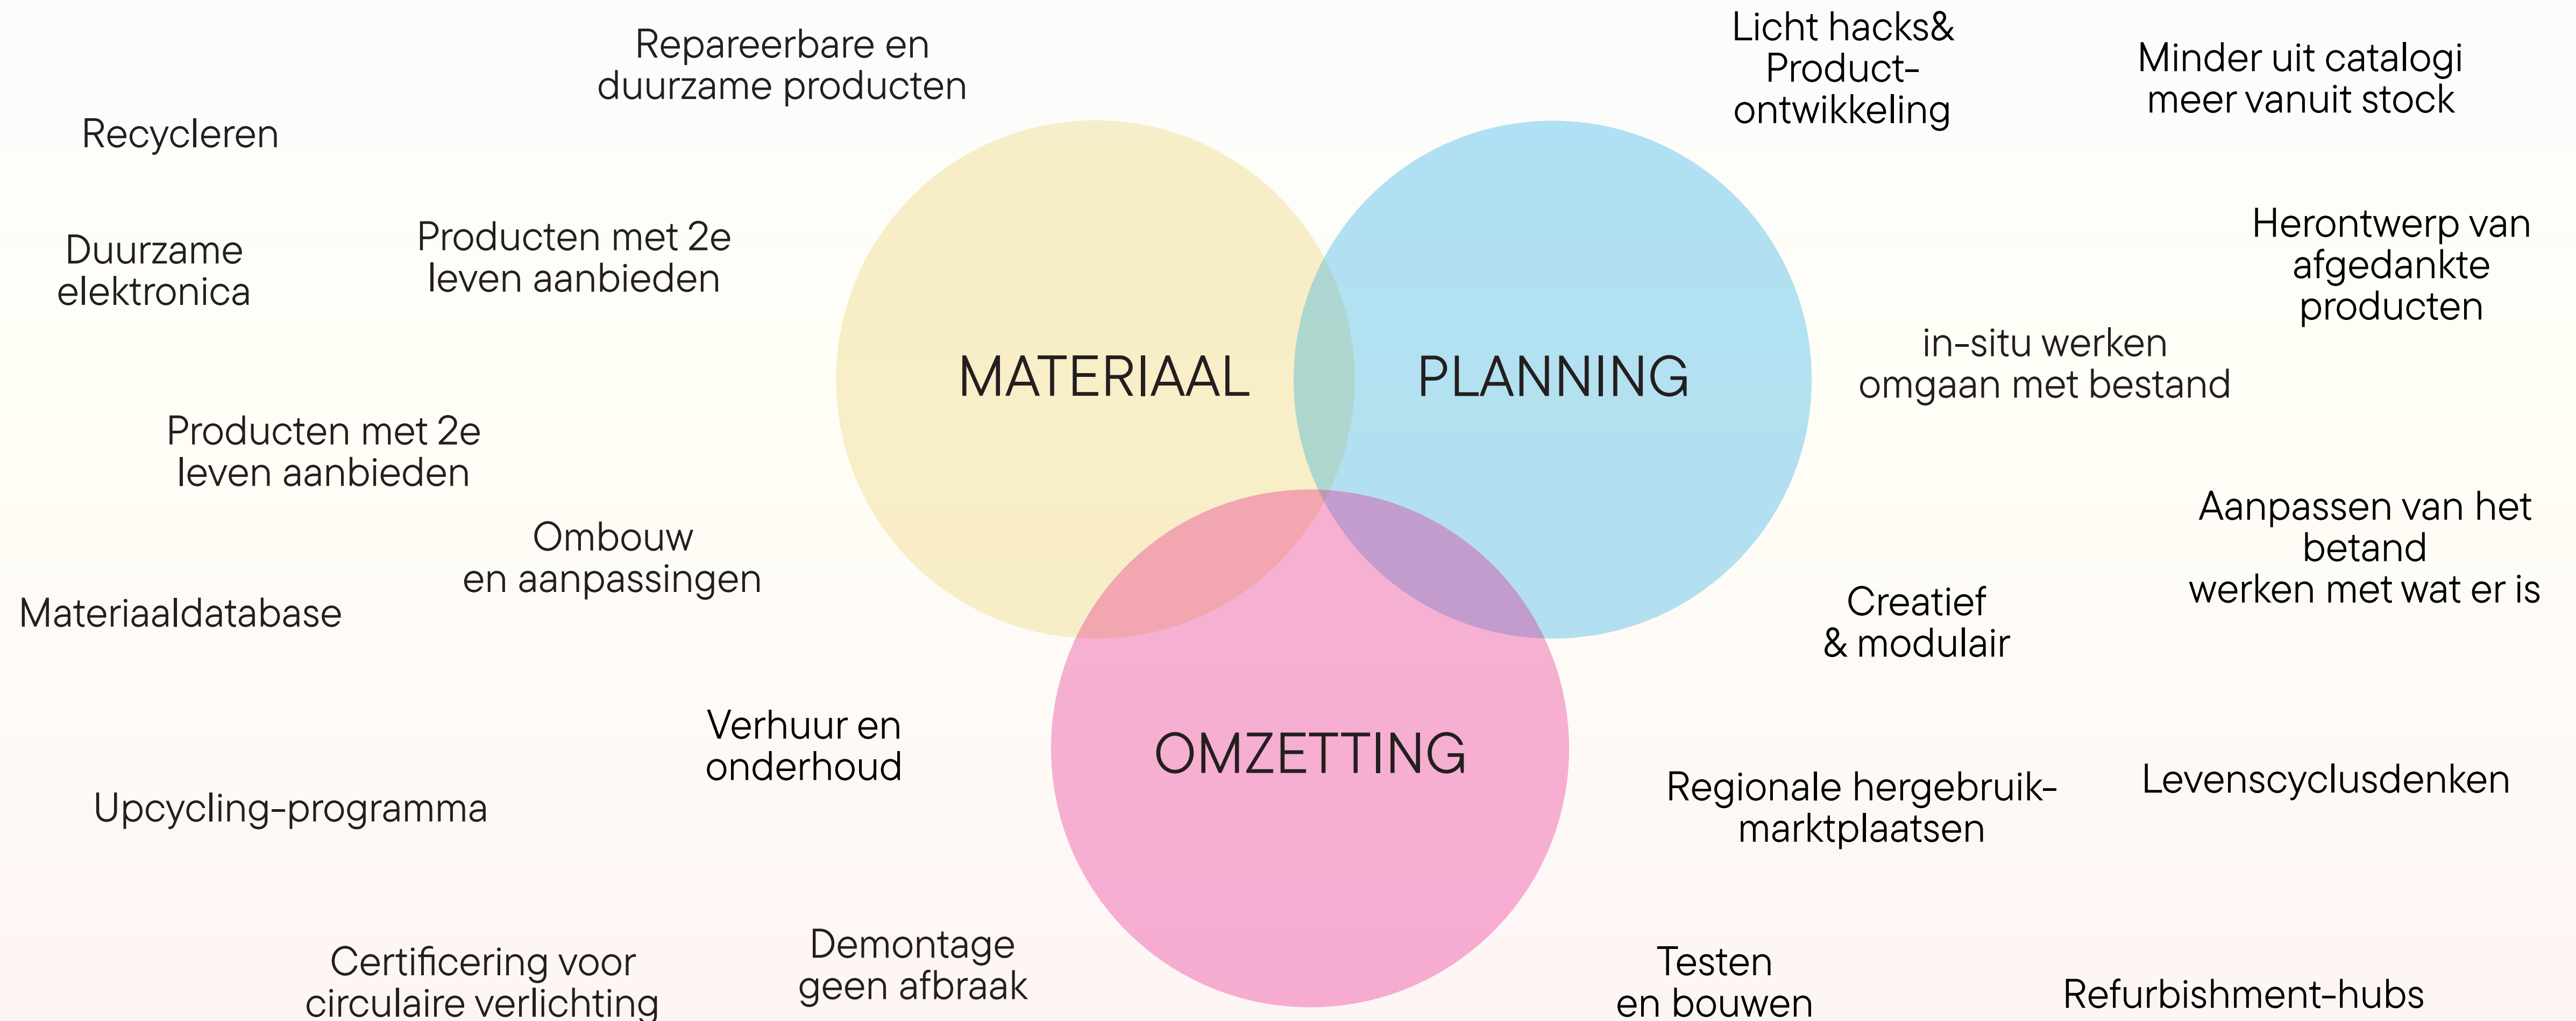 Repareerbare en
duurzame producten
Licht hacks&
Product-
ontwikkeling
Minder uit catalogi
meer vanuit stock
Recycleren
Duurzame
elektronica
Producten met 2e
leven aanbieden
Herontwerp van
afgedankte
producten
in-situ werken
omgaan met bestand
MATERIAAL
PLANNING
Producten met 2e
leven aanbieden
Ombouw
en aanpassingen
Aanpassen van het
betand
werken met wat er is
Materiaaldatabase
Creatief
& modulair
Verhuur en
onderhoud
OMZETTING
Regionale hergebruik-
marktplaatsen
Levenscyclusdenken
Upcycling-programma
Certificering voor
circulaire verlichting
Demontage
geen afbraak
Testen
en bouwen
Refurbishment-hubs